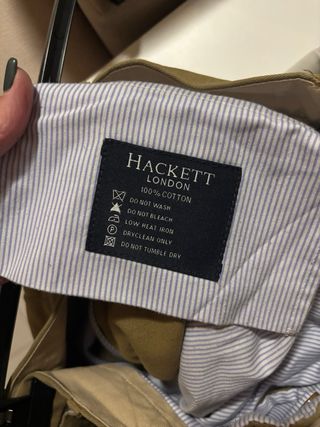 HACKETT
LONDON
100% COTTON
DO NOT WASH
DO NOT BLEACH
LOW HEAT IRON
P DRYCLEAN ONLY
DO NOT TUMBLE DRY